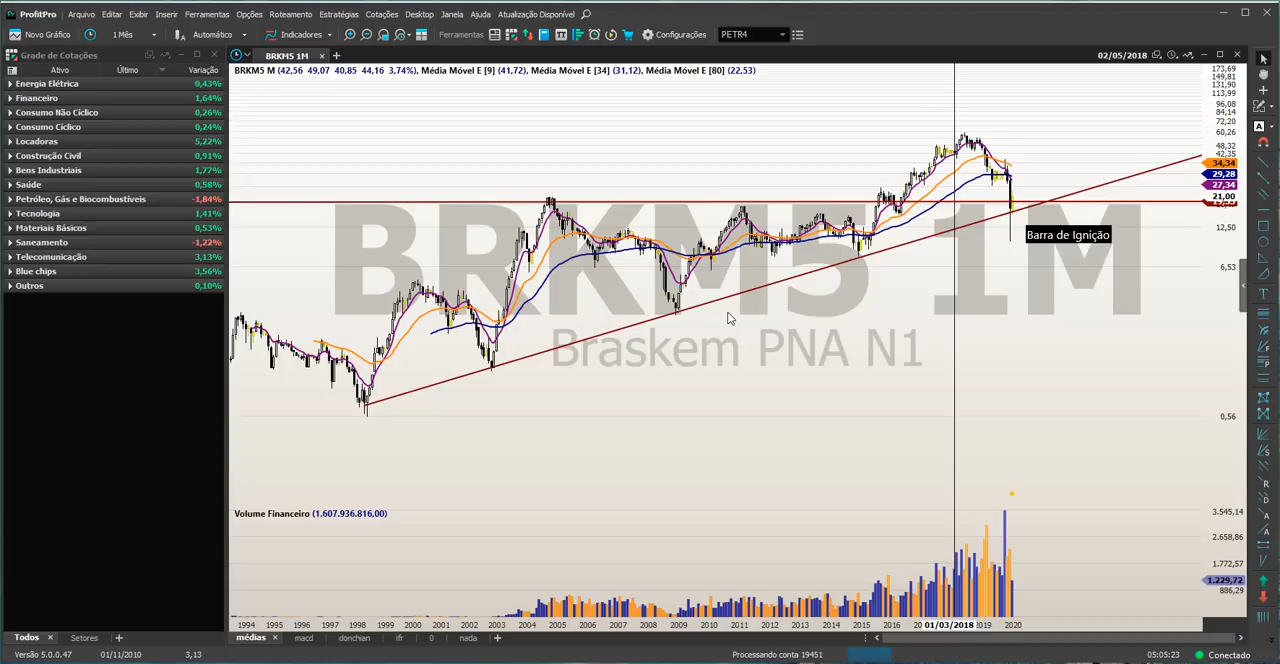 ProfitPro Arquivo Editar Exibir Inserir Ferramentas Opções Roteamento Estratégias Cotações Desktop Janela Ajuda Atualização Disponível
Novo Gráfico 1 Mês Automático Indicadores Ferramentas Configurações PETR4
Grade de Cotações
BRKM5 1M
02/05/2018
Ativo Último Variação
Energia Elétrica 0,43%
Financeiro 1,64%
Consumo Não Cíclico 0,26%
Consumo Cíclico 0,24%
Locadoras 5,22%
Construção Civil 0,91%
Bens Industriais 1,77%
Saúde 0,58%
Petróleo, Gás e Biocombustíveis -1,84%
Tecnologia 1,41%
Materiais Básicos 0,53%
Saneamento -1,22%
Telecomunicação 3,13%
Blue chips 3,56%
Outros 0,10%
BRKM5 M (42,56 49,07 40,85 44,16 3,74%), Média Móvel E [9] (41,72), Média Móvel E [34] (31,12), Média Móvel E [80] (22,53)
173,69
149,81
131,90
113,99
96,08
84,14
72,20
60,26
48,32
42,35
34,34
29,28
27,34
21,00
12,50
6,53
0,56
BRKM5 1M
Braskem PNA N1
Barra de Ignição
Volume Financeiro (1.607.936.816,00)
3.545,14
2.658,86
1.772,57
1.229,72
886,29
1994 1995 1996 1997 1998 1999 2000 2001 2002 2003 2004 2005 2006 2007 2008 2009 2010 2011 2012 2013 2014 2015 2016 01/03/2018 2019 2020
Todos Setores
médias macd donchian ifr 0 nada
Versão 5.0.0.47 01/11/2010 3,13 Processando conta 19451 05:05:23 Conectado